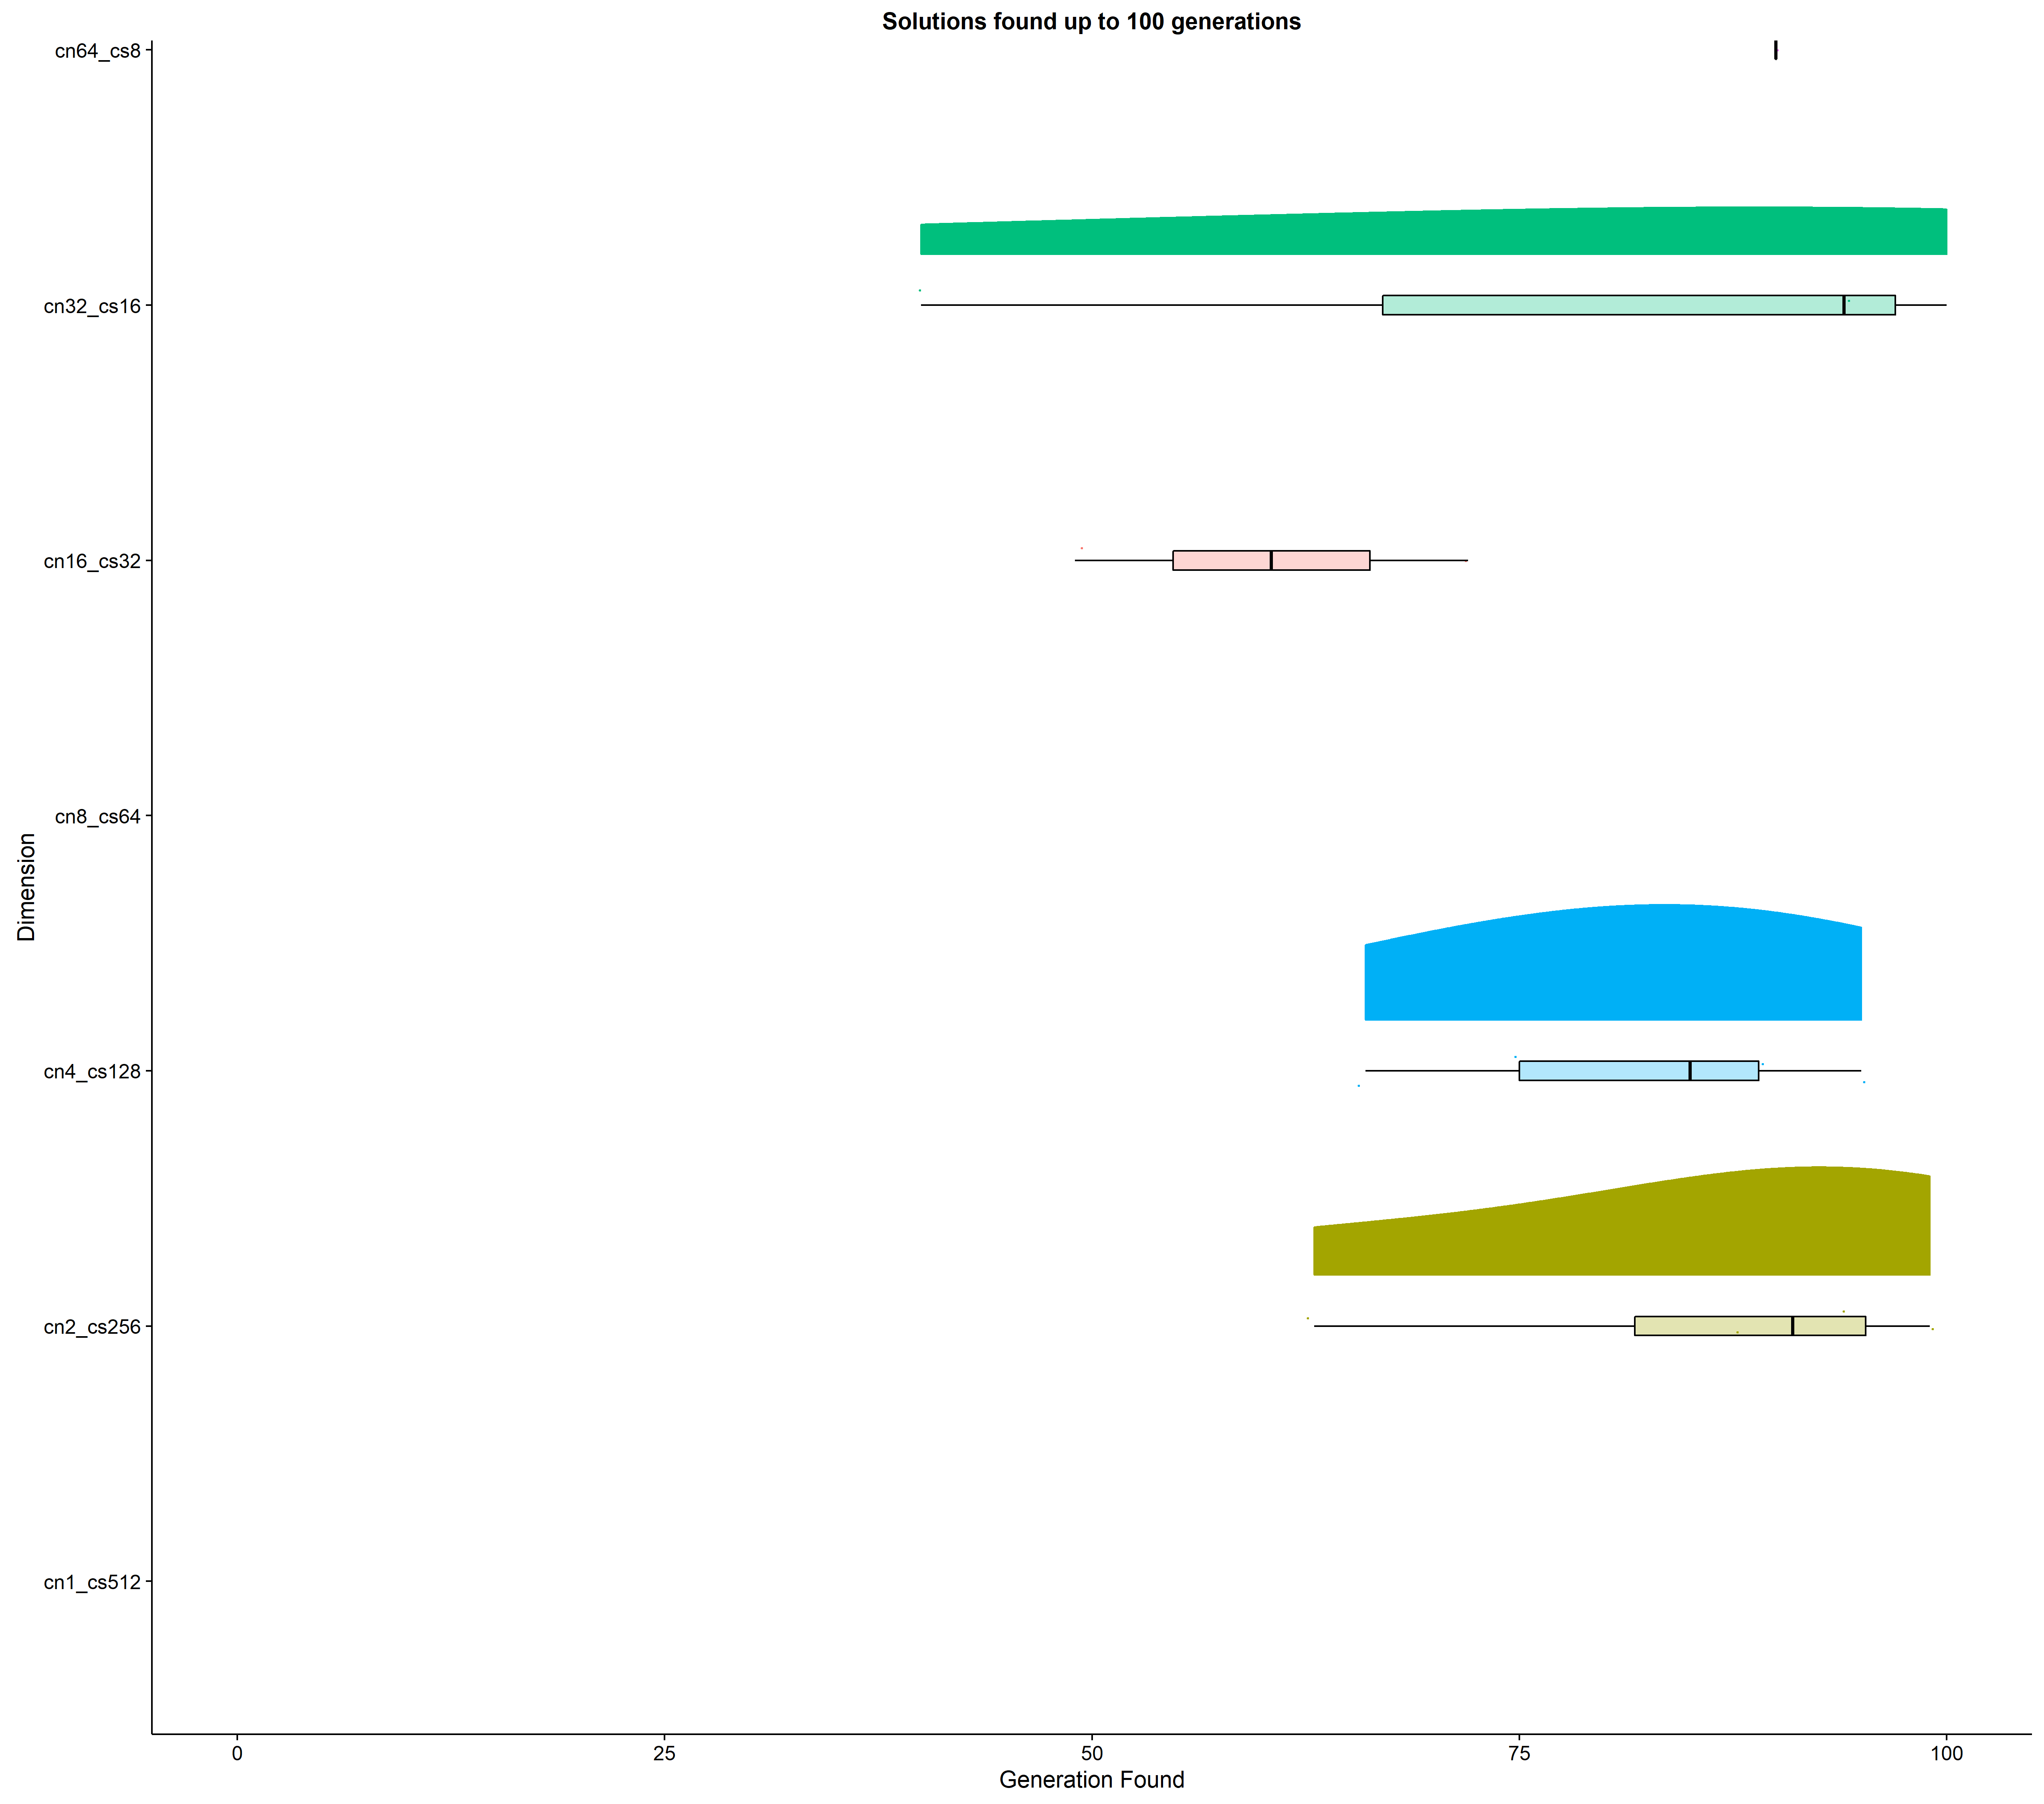 Solutions found up to 100 generations
cn64_cs8
cn32_cs16
cn16_cs32
cn8_cs64
Dimension
cn4_cs128
cn2_cs256
cn1_cs512
0 25 50 75 100
Generation Found